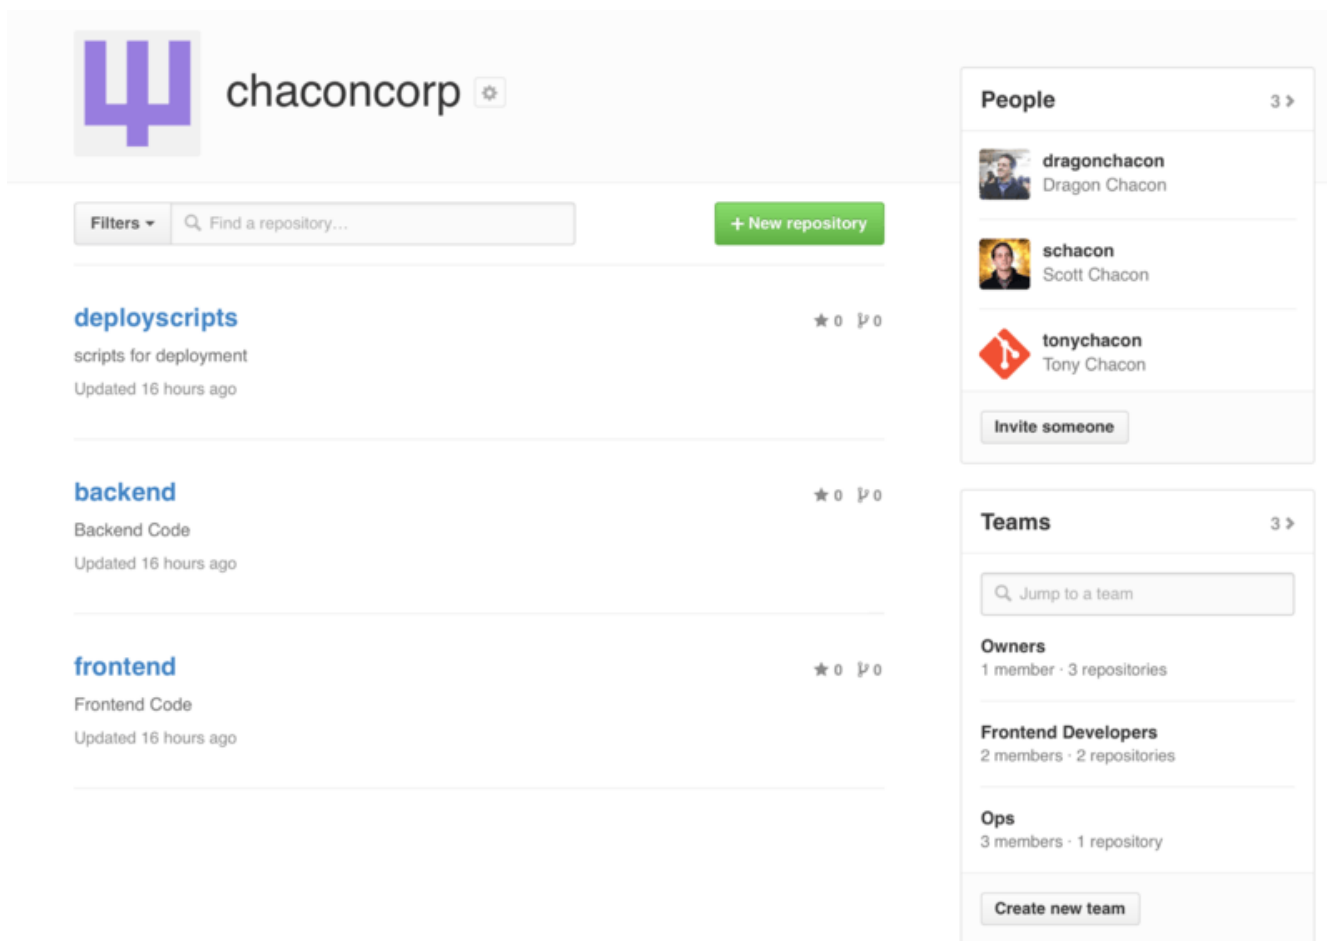 chaconcorp
Filters
Find a repository...
+ New repository
deployscripts
0 0
scripts for deployment
Updated 16 hours ago
backend
0 0
Backend Code
Updated 16 hours ago
frontend
0 0
Frontend Code
Updated 16 hours ago
People 3
dragonchacon
Dragon Chacon
schacon
Scott Chacon
tonychacon
Tony Chacon
Invite someone
Teams 3
Jump to a team
Owners
1 member · 3 repositories
Frontend Developers
2 members · 2 repositories
Ops
3 members · 1 repository
Create new team